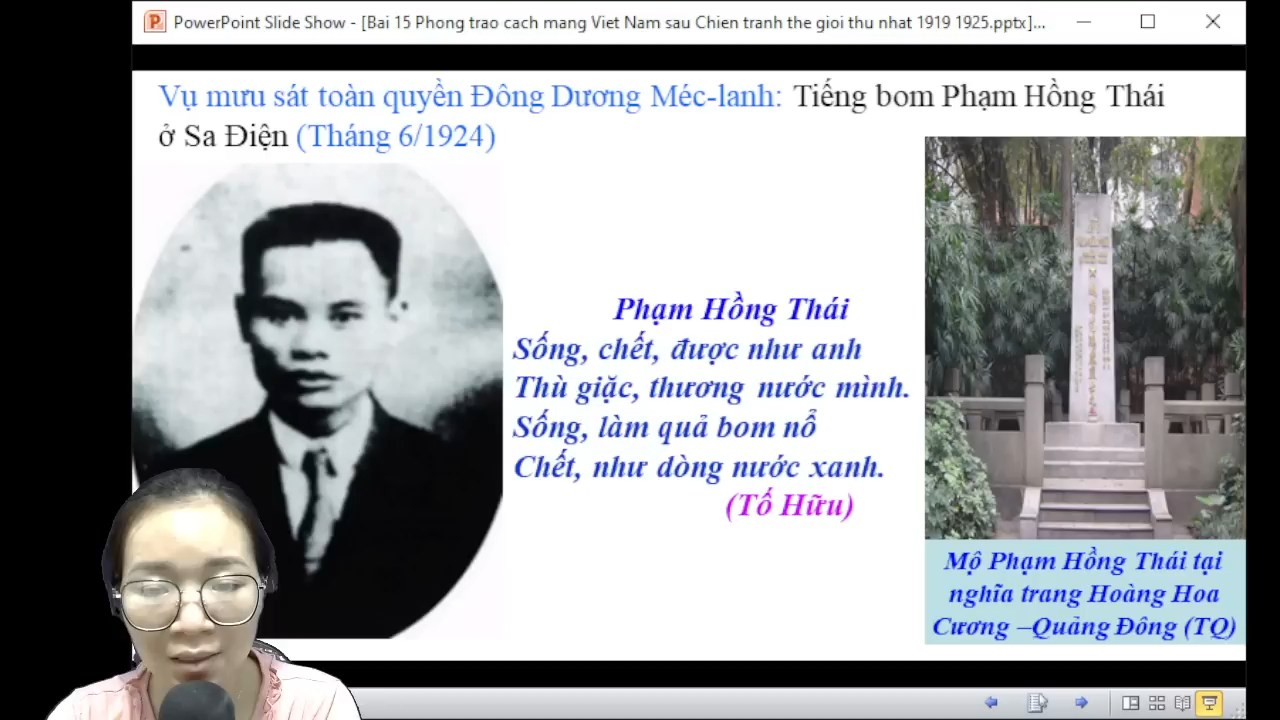 PowerPoint Slide Show - [Bai 15 Phong trao cach mang Viet Nam sau Chien tranh the gioi thu nhat 1919 1925.pptx]...
Vụ mưu sát toàn quyền Đông Dương Méc-lanh: Tiếng bom Phạm Hồng Thái
ở Sa Điện (Tháng 6/1924)
Phạm Hồng Thái
Sống, chết, được như anh
Thù giặc, thương nước mình.
Sống, làm quả bom nổ
Chết, như dòng nước xanh.
(Tố Hữu)
Mộ Phạm Hồng Thái tại
nghĩa trang Hoàng Hoa
Cương –Quảng Đông (TQ)